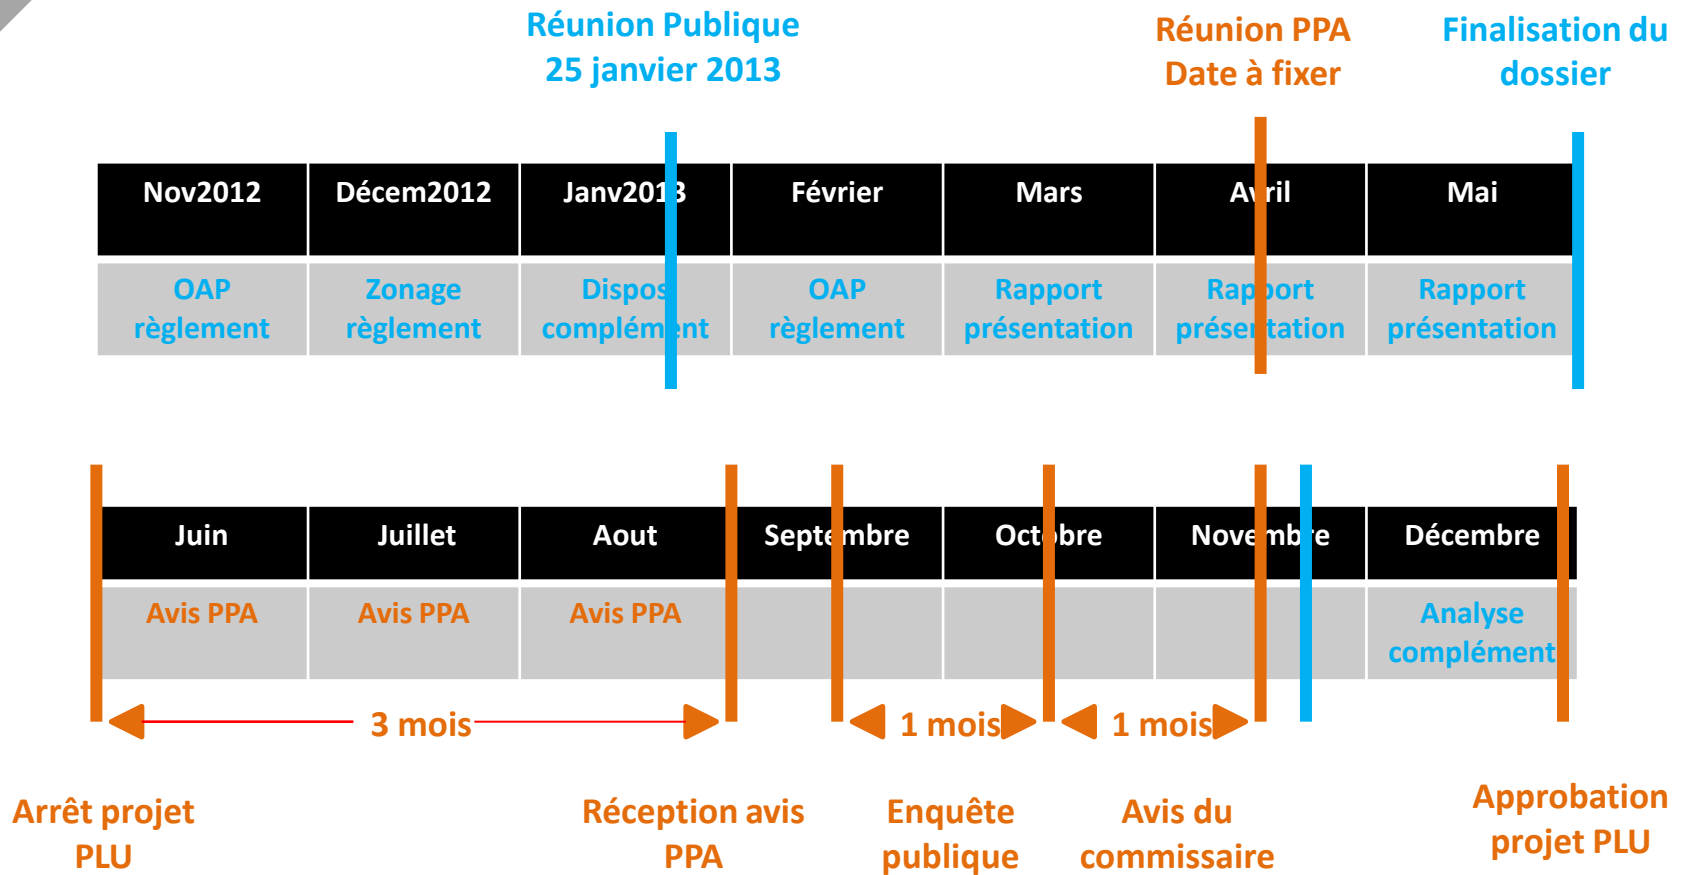 Réunion Publique
25 janvier 2013
Réunion PPA
Date à fixer
Finalisation du
dossier
Nov2012 Décem2012 Janv2013 Février Mars Avril Mai
OAP Zonage Dispos OAP Rapport Rapport Rapport
règlement règlement complément règlement présentation présentation présentation
Juin Juillet Aout Septembre Octobre Novembre Décembre
Avis PPA Avis PPA Avis PPA Analyse
complément
3 mois 1 mois 1 mois
Arrêt projet
PLU
Réception avis
PPA
Enquête
publique
Avis du
commissaire
Approbation
projet PLU